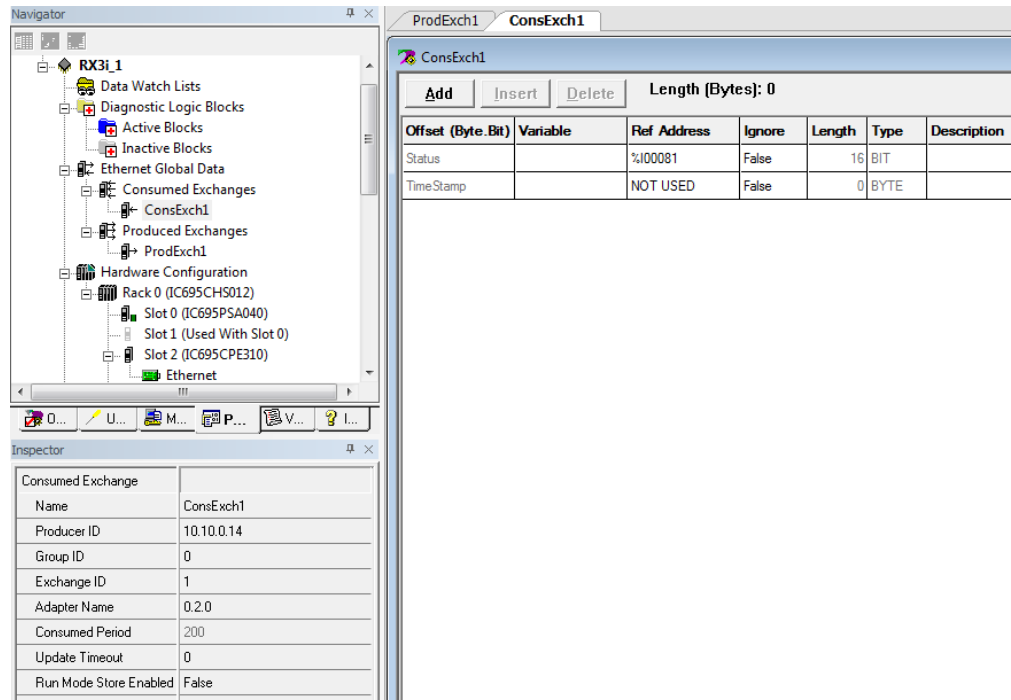 Navigator
RX3i_1
Data Watch Lists
Diagnostic Logic Blocks
Active Blocks
Inactive Blocks
Ethernet Global Data
Consumed Exchanges
ConsExch1
Produced Exchanges
ProdExch1
Hardware Configuration
Rack 0 (IC695CHS012)
Slot 0 (IC695PSA040)
Slot 1 (Used With Slot 0)
Slot 2 (IC695CPE310)
Ethernet
O... U... M... P... V... I...
Inspector
Consumed Exchange
Name ConsExch1
Producer ID 10.10.0.14
Group ID 0
Exchange ID 1
Adapter Name 0.2.0
Consumed Period 200
Update Timeout 0
Run Mode Store Enabled False
ProdExch1 ConsExch1
ConsExch1
Add Insert Delete Length (Bytes): 0
Offset (Byte.Bit) Variable Ref Address Ignore Length Type Description
Status %I00081 False 16 BIT
TimeStamp NOT USED False 0 BYTE